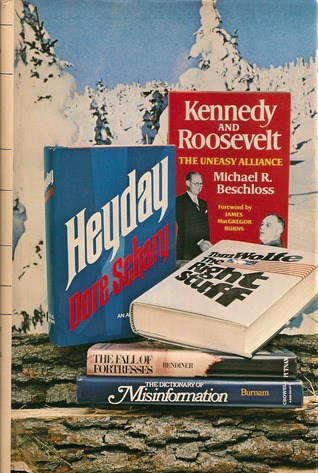 Kennedy
AND
Roosevelt
THE UNEASY ALLIANCE
Michael R.
Beschloss
Foreword by
JAMES
MacGREGOR
BURNS
Heyday
Dore Schary
AN A
Tom Wolfe
The
Right
Stuff
THE FALL OF
FORTRESSES
BENDINER
THE DICTIONARY OF
Misinformation
Burnam